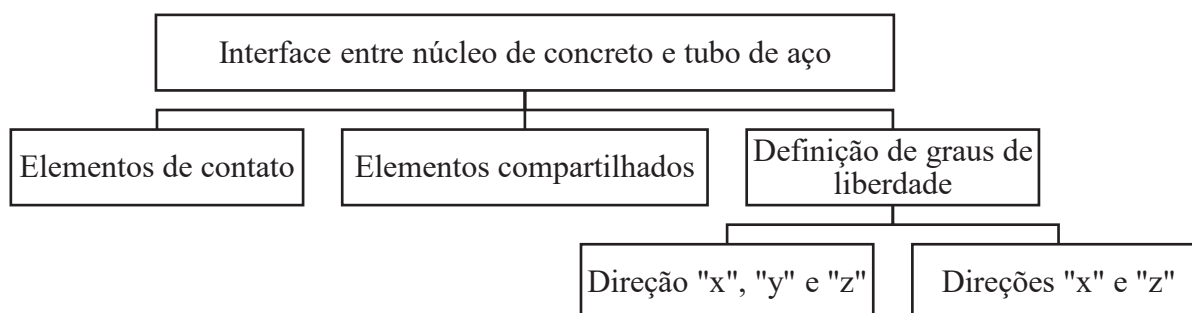 Interface entre núcleo de concreto e tubo de aço
Elementos de contato
Elementos compartilhados
Definição de graus de
liberdade
Direção "x", "y" e "z"
Direções "x" e "z"